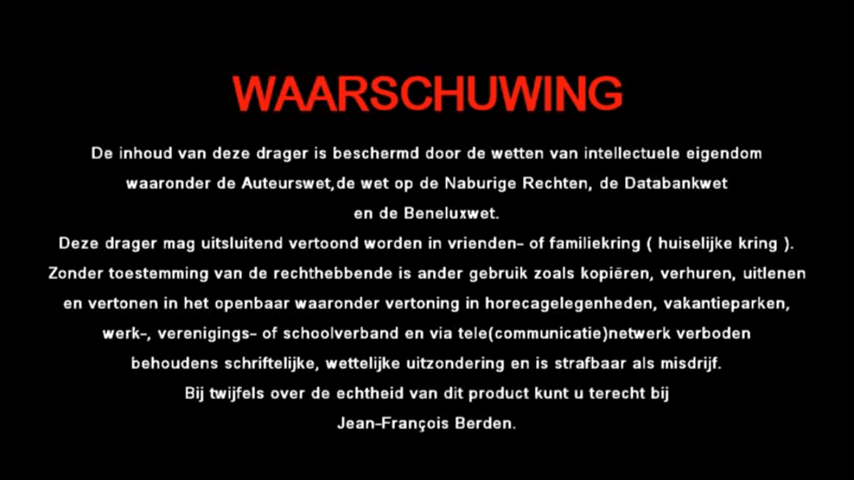 WAARSCHUWING
De inhoud van deze drager is beschermd door de wetten van intellectuele eigendom
waaronder de Auteurswet,de wet op de Naburige Rechten, de Databankwet
en de Beneluxwet.
Deze drager mag uitsluitend vertoond worden in vrienden- of familiekring ( huiselijke kring ).
Zonder toestemming van de rechthebbende is ander gebruik zoals kopiëren, verhuren, uitlenen
en vertonen in het openbaar waaronder vertoning in horecagelegenheden, vakantieparken,
werk-, verenigings- of schoolverband en via tele(communicatie)netwerk verboden
behoudens schriftelijke, wettelijke uitzondering en is strafbaar als misdrijf.
Bij twijfels over de echtheid van dit product kunt u terecht bij
Jean-François Berden.